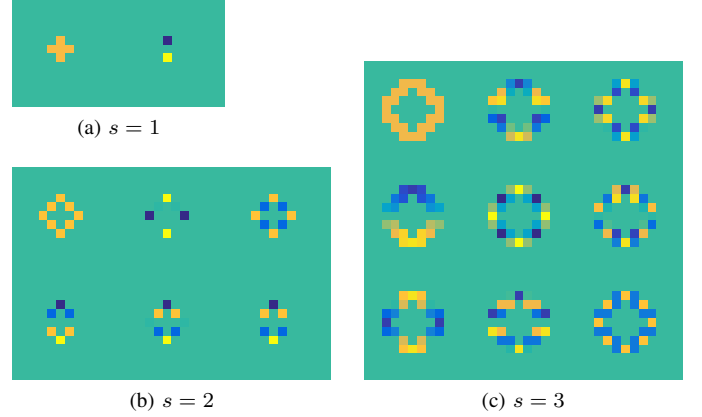 (a) s = 1
(b) s = 2
(c) s = 3